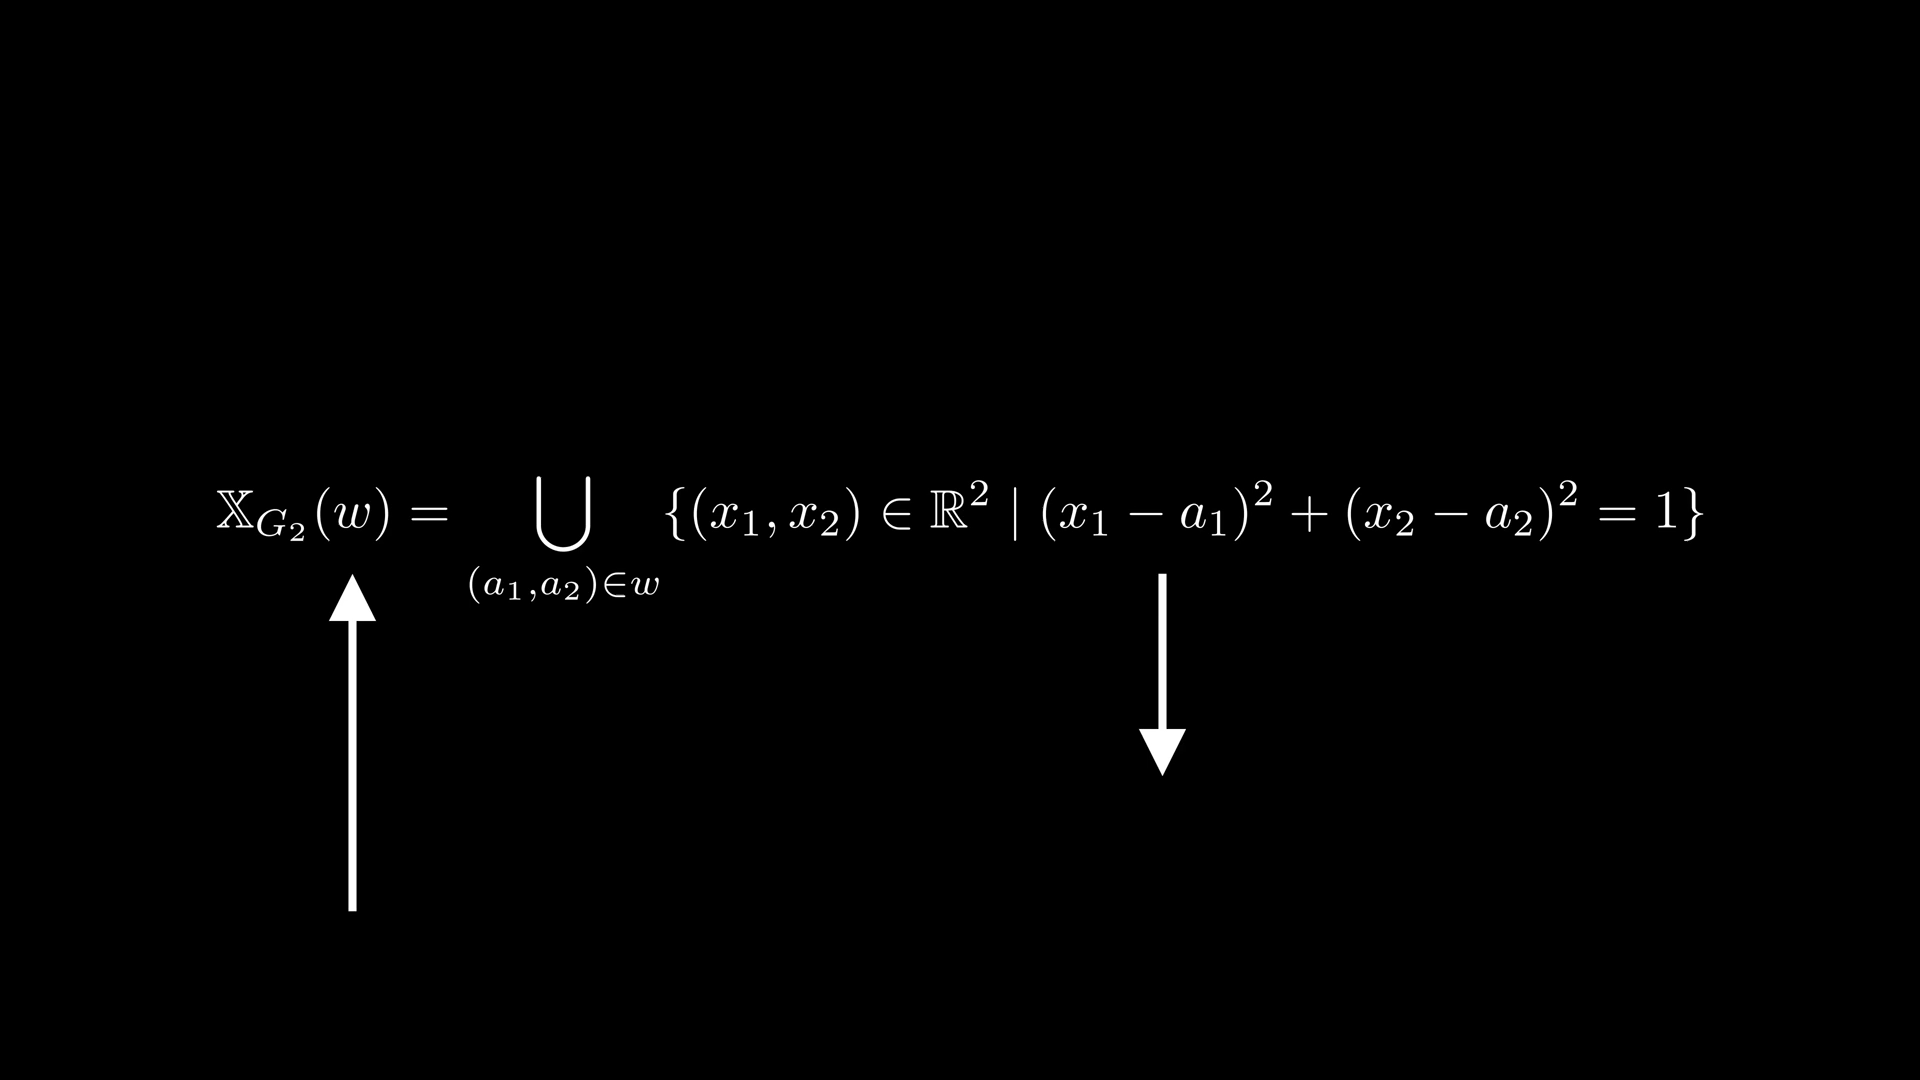 𝕏_{G_2}(w) = ⋃_{(a_1,a_2)∈w} {(x_1, x_2) ∈ ℝ^2 | (x_1 − a_1)^2 + (x_2 − a_2)^2 = 1}